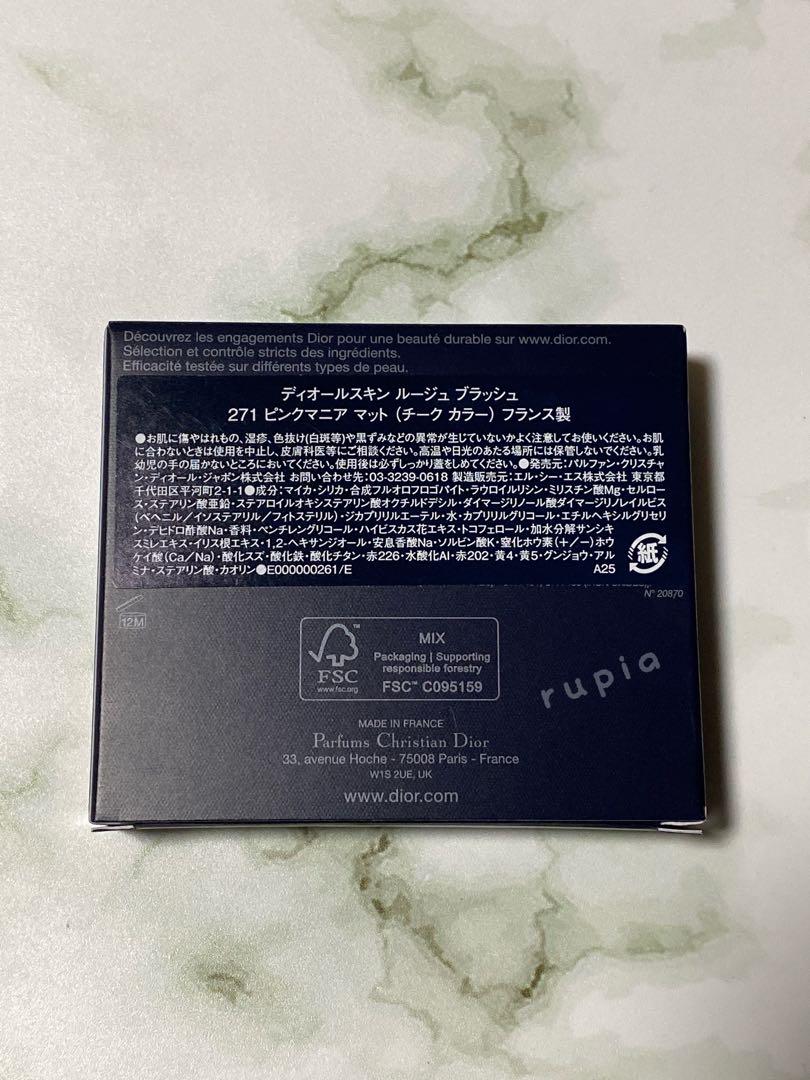 Découvrez les engagements Dior pour une beauté durable sur www.dior.com.
Sélection et contrôle stricts des ingrédients.
Efficacité testée sur différents types de peau.
ディオールスキン ルージュ ブラッシュ
271 ピンクマニア マット (チーク カラー) フランス製
●お肌に傷やはれもの、湿疹、色抜け(白斑等)や黒ずみなどの異常が生じていないかよく注意してお使いください。お肌
に合わないときは使用を中止し、皮膚科医等にご相談ください。高温や日光のあたる場所には保管しないでください。乳
幼児の手の届かないところにおいてください。使用後は必ずしっかり蓋をしめてください。●発売元:パルファン・クリスチャ
ン・ディオール・ジャポン株式会社 お問い合わせ先:03-3239-0618 製造販売元:エル・シー・エス株式会社 東京都
千代田区平河町2-1-1●成分:マイカ・シリカ・合成フルオロフロゴパイト・ラウロイルリシン・ミリスチン酸Mg・セルロー
ス・ステアリン酸亜鉛・ステアロイルオキシステアリン酸オクチルドデシル・ダイマージリノール酸ダイマージリノレイルビス
(ベヘニル/イソステアリル/フィトステリル)・ジカプリリルエーテル・水・カプリリルグリコール・エチルヘキシルグリセリ
ン・デヒドロ酢酸Na・香料・ペンチレングリコール・ハイビスカス花エキス・トコフェロール・加水分解サンシキ
スミレエキス・イリス根エキス・1,2-ヘキサンジオール・安息香酸Na・ソルビン酸K・窒化ホウ素・(+/-)ホウ
ケイ酸(Ca/Na)・酸化スズ・酸化鉄・酸化チタン・赤226・水酸化Al・赤202・黄4・黄5・グンジョウ・アル
ミナ・ステアリン酸・カオリン●E000000261/E
紙
A25
N° 20870
12M
FSC
www.fsc.org
MIX
Packaging | Supporting
responsible forestry
FSC™ C095159
rupia
MADE IN FRANCE
Parfums Christian Dior
33, avenue Hoche - 75008 Paris - France
W1S 2UE, UK
www.dior.com